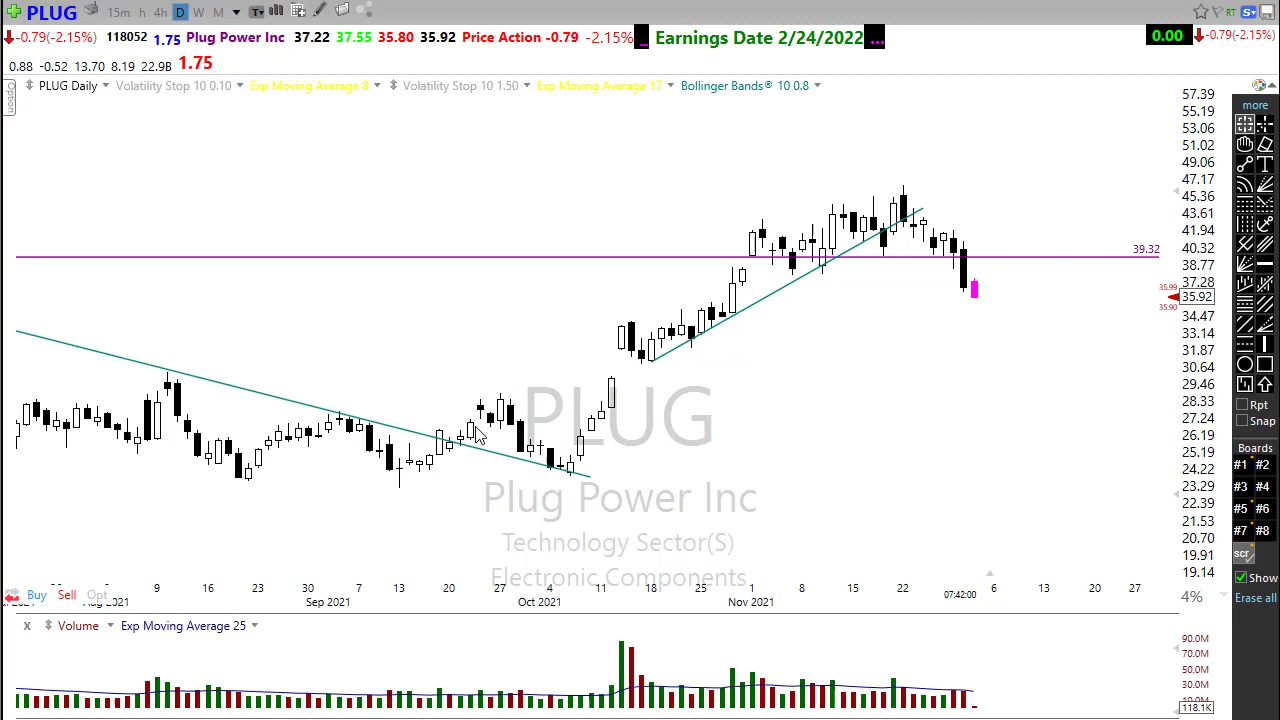 PLUG 15m h 4h D W M T
-0.79(-2.15%) 118052 1.75 Plug Power Inc 37.22 37.55 35.80 35.92 Price Action -0.79 -2.15% ... Earnings Date 2/24/2022 ... 0.00 -0.79(-2.15%)
RT S
0.88 -0.52 13.70 8.19 22.9B 1.75
Option
PLUG Daily Volatility Stop 10 0.10 Exp Moving Average 8 Volatility Stop 10 1.50 Exp Moving Average 17 Bollinger Bands® 10 0.8
57.39
55.19
53.06
51.02
49.06
47.17
45.36
43.61
41.94
40.32
39.32
38.77
37.28
35.99
35.92
35.90
34.47
33.14
31.87
30.64
29.46
28.33
27.24
26.19
25.19
24.22
23.29
22.39
21.53
20.70
19.91
19.14
PLUG
Plug Power Inc
Technology Sector(S)
Electronic Components
more
T
Rpt
Snap
Boards
#1 #2
#3 #4
#5 #6
#7 #8
scr
Show
Erase all
Buy Sell Opt
9 16 23 30 7 13 20 27 4 11 18 25 1 8 15 22 07:42:00 6 13 20 27
Aug 2021 Sep 2021 Oct 2021 Nov 2021
4%
X Volume Exp Moving Average 25
90.0M
70.0M
50.0M
30.0M
118.1K